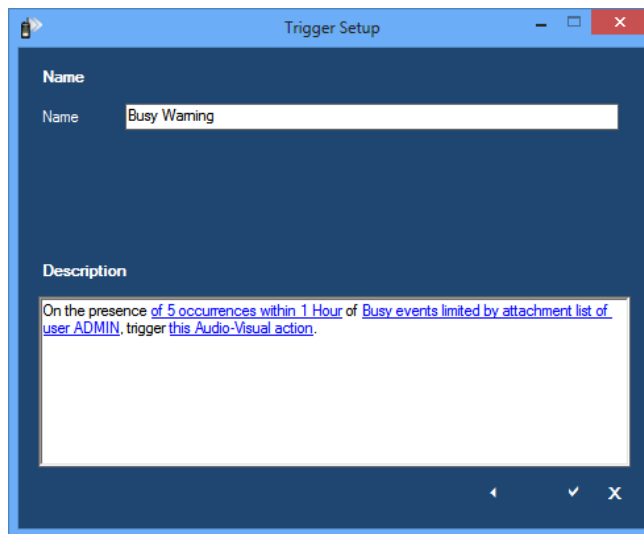 Trigger Setup
Name
Name Busy Warning
Description
On the presence of 5 occurrences within 1 Hour of Busy events limited by attachment list of
user ADMIN, trigger this Audio-Visual action.